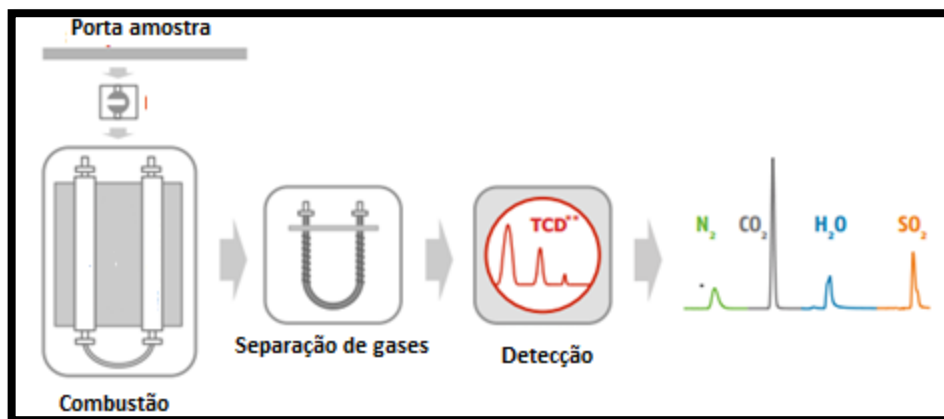 Porta amostra
TCD**
N₂
CO₂
H₂O
SO₂
Separação de gases
Detecção
Combustão